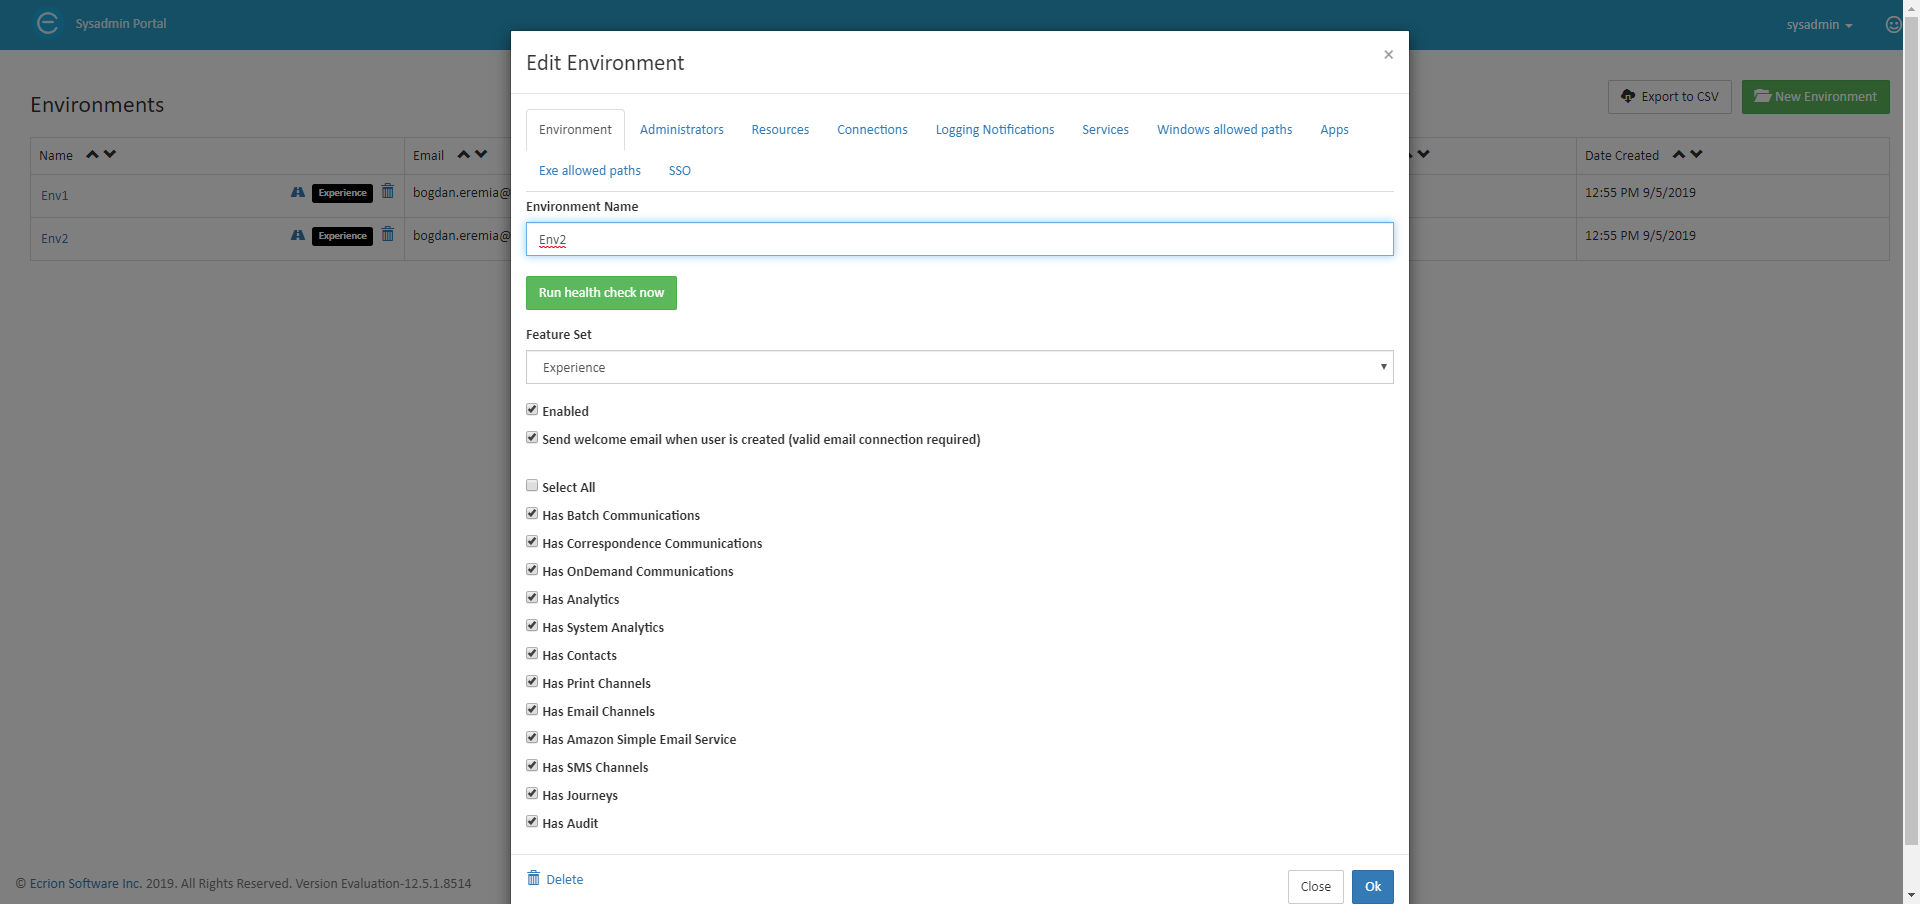 Sysadmin Portal
sysadmin
Edit Environment
×
Environments
Export to CSV
New Environment
Environment Administrators Resources Connections Logging Notifications Services Windows allowed paths Apps
Exe allowed paths SSO
Name Email Date Created
Env1 Experience bogdan.eremia@ 12:55 PM 9/5/2019
Env2 Experience bogdan.eremia@ 12:55 PM 9/5/2019
Environment Name
Env2
Run health check now
Feature Set
Experience
Enabled
Send welcome email when user is created (valid email connection required)
Select All
Has Batch Communications
Has Correspondence Communications
Has OnDemand Communications
Has Analytics
Has System Analytics
Has Contacts
Has Print Channels
Has Email Channels
Has Amazon Simple Email Service
Has SMS Channels
Has Journeys
Has Audit
Delete
Close
Ok
© Ecrion Software Inc. 2019. All Rights Reserved. Version Evaluation-12.5.1.8514